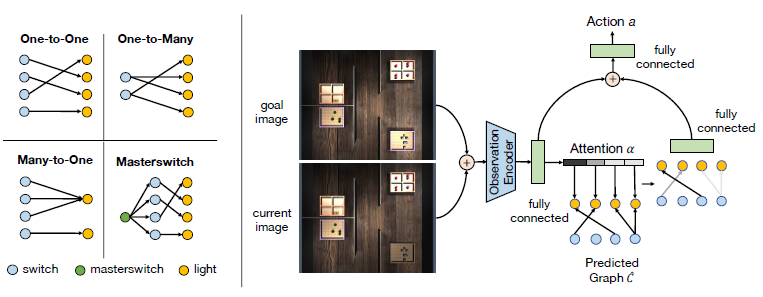 One-to-One
One-to-Many
Many-to-One
Masterswitch
switch
masterswitch
light
goal
image
current
image
Observation
Encoder
fully
connected
Attention α
Action a
fully
connected
fully
connected
Predicted
Graph Ĉ